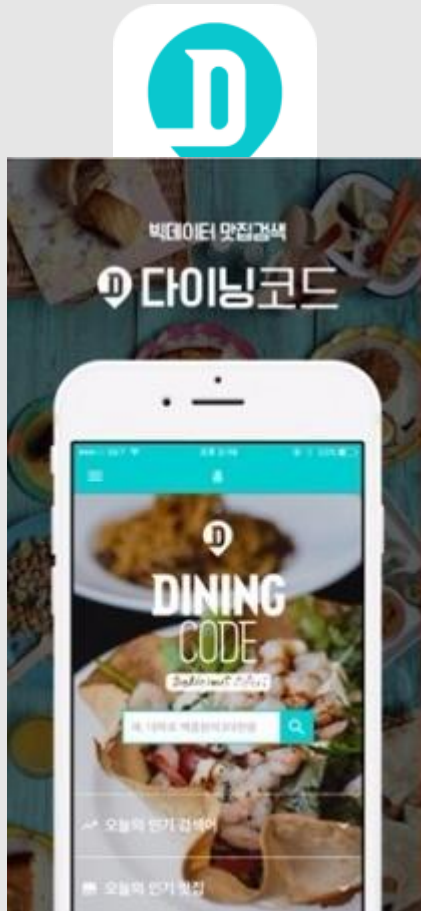 D
빅데이터 맛집검색
D 다이닝코드
D
DINING
CODE
오늘의 인기 검색어
오늘의 인기 맛집